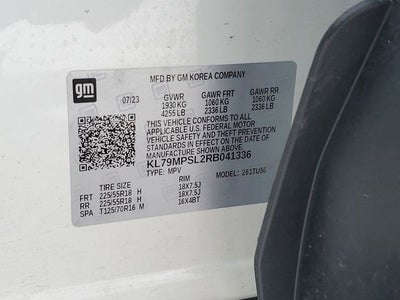 gm
MFD BY GM KOREA COMPANY
07/23 GVWR GAWR FRT GAWR RR
1930 KG 1060 KG 1060 KG
4255 LB 2336 LB 2336 LB
THIS VEHICLE CONFORMS TO ALL
APPLICABLE U.S. FEDERAL MOTOR
VEHICLE SAFETY AND THEFT PREVENTION
STANDARDS IN EFFECT ON THE DATE OF
MANUFACTURE SHOWN ABOVE.
KL79MPSL2RB041336
TYPE: MPV MODEL: 261TU56
TIRE SIZE RIM
FRT 225/55R18 H 18X7.5J
RR 225/55R18 H 18X7.5J
SPA T125/70R16 M 16X4BT